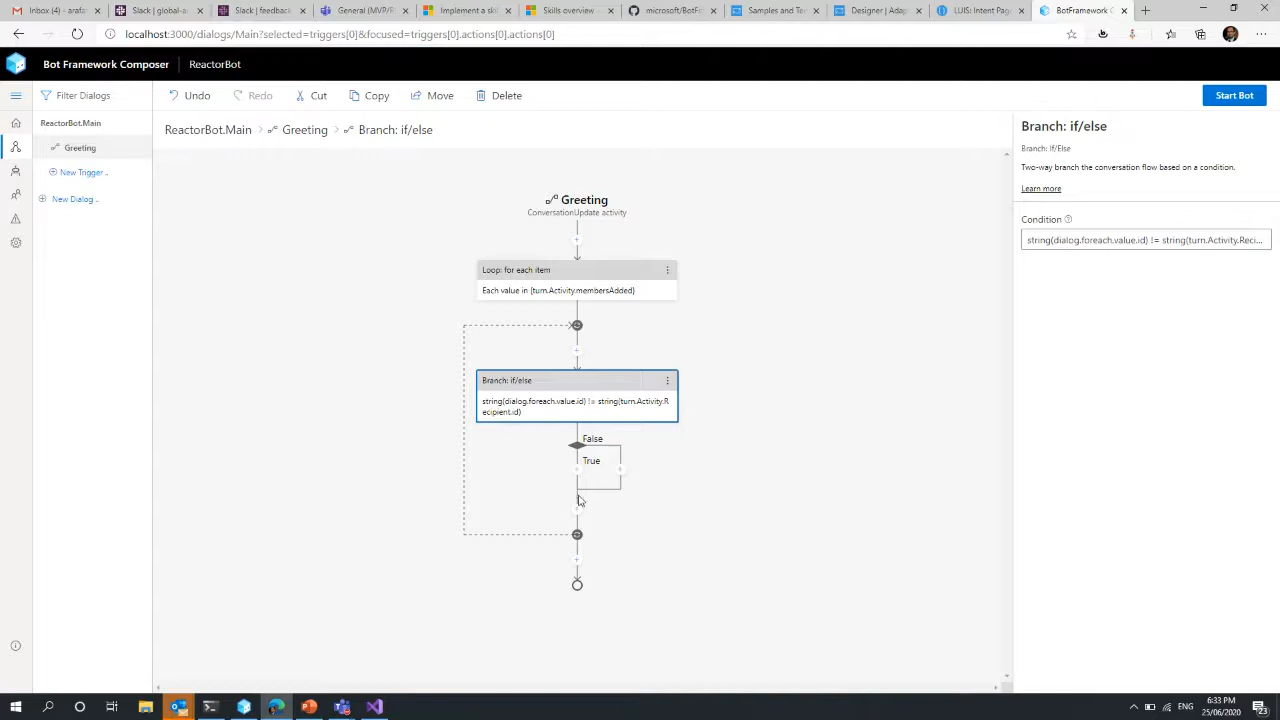 Inbox (4) - arafat
Slack | global-a
Slack | feedback
General (MVP/B
Implement a ski
Skills overview -
microsoft/BotFr
Samples and Te
Designer | Adap
LUIS: Intent Pag
BotFramework C
localhost:3000/dialogs/Main?selected=triggers[0]&focused=triggers[0].actions[0].actions[0]
Bot Framework Composer
ReactorBot
Filter Dialogs
Undo
Redo
Cut
Copy
Move
Delete
Start Bot
ReactorBot.Main
Greeting
New Trigger ..
New Dialog ..
ReactorBot.Main > Greeting > Branch: if/else
Greeting
ConversationUpdate activity
Loop: for each item
Each value in {turn.Activity.membersAdded}
Branch: if/else
string(dialog.foreach.value.id) != string(turn.Activity.R
ecipient.id)
False
True
Branch: if/else
Branch: If/Else
Two-way branch the conversation flow based on a condition.
Learn more
Condition
string(dialog.foreach.value.id) != string(turn.Activity.Reci...
ENG
6:33 PM
25/06/2020
23